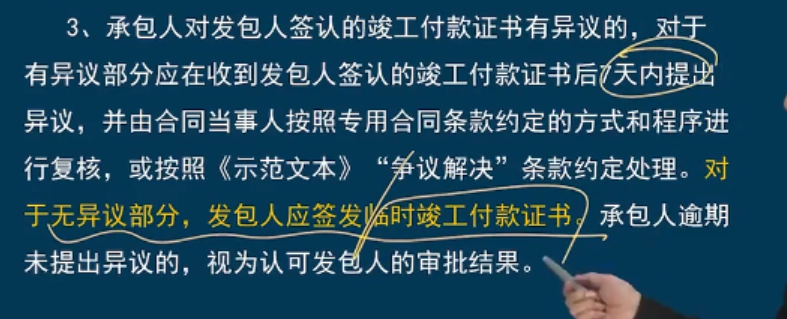 3、承包人对发包人签认的竣工付款证书有异议的，对于
有异议部分应在收到发包人签认的竣工付款证书后7天内提出
异议，并由合同当事人按照专用合同条款约定的方式和程序进
行复核，或按照《示范文本》“争议解决”条款约定处理。对
于无异议部分，发包人应签发临时竣工付款证书。承包人逾期
未提出异议的，视为认可发包人的审批结果。